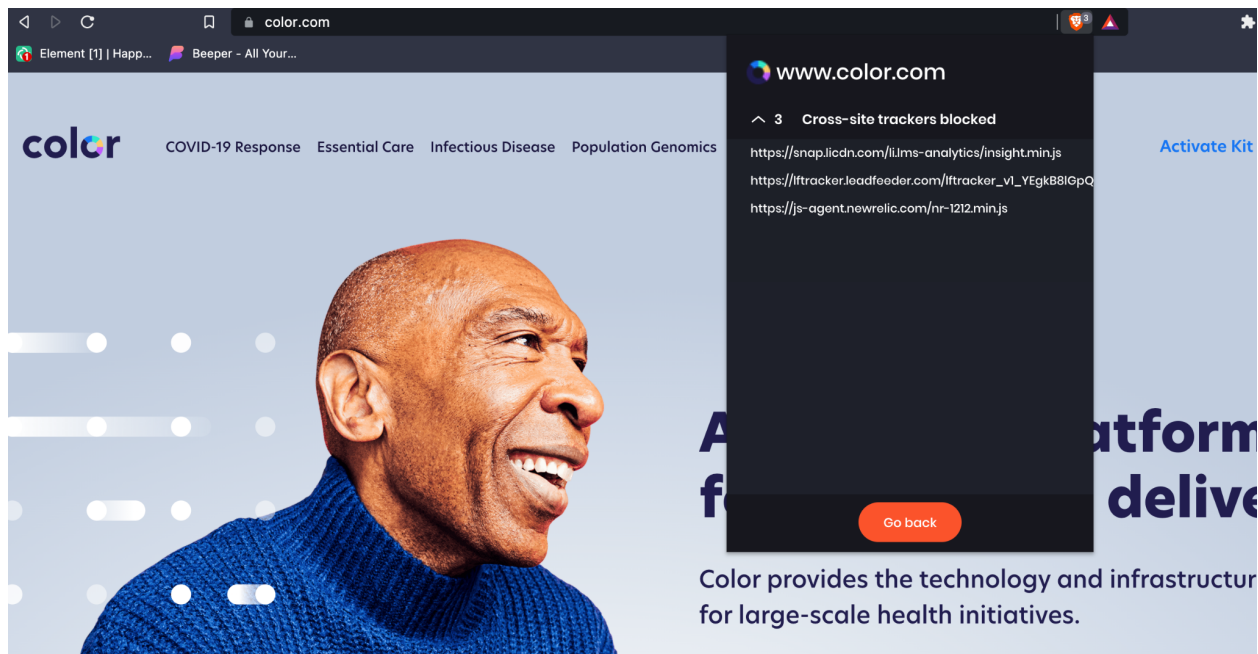 color.com
3
Element [1] | Happ...
Beeper - All Your...
www.color.com
3 Cross-site trackers blocked
https://snap.licdn.com/li.lms-analytics/insight.min.js
https://lftracker.leadfeeder.com/lftracker_v1_YEgkB8lGpQ
https://js-agent.newrelic.com/nr-1212.min.js
Go back
color
COVID-19 Response Essential Care Infectious Disease Population Genomics
Activate Kit
A atform
f delive
Color provides the technology and infrastructur
for large-scale health initiatives.